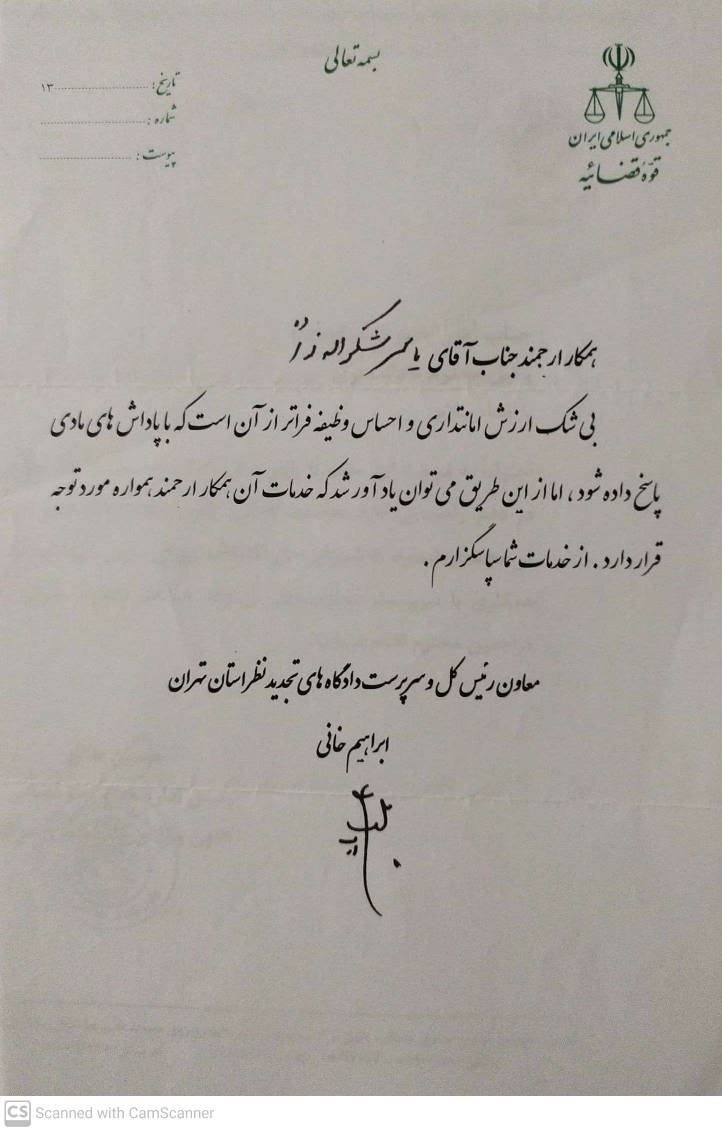 بسمه تعالی
جمهوری اسلامی ایران
قوّه قضائیه
تاریخ: ۱۳
شماره:
پیوست:
همکار ارجمند جناب آقای یاسر شکراله زاده
بی شک ارزش امانتداری و احساس وظیفه فراتر از آن است که با پاداش های مادی
پاسخ داده شود، اما از این طریق می توان یادآور شد که خدمات آن همکار ارجمند همواره مورد توجه
قرار دارد. از خدمات شما سپاسگزارم.
معاون رئیس کل و سرپرست دادگاه های تجدید نظر استان تهران
ابراهیم خانی
CS Scanned with CamScanner